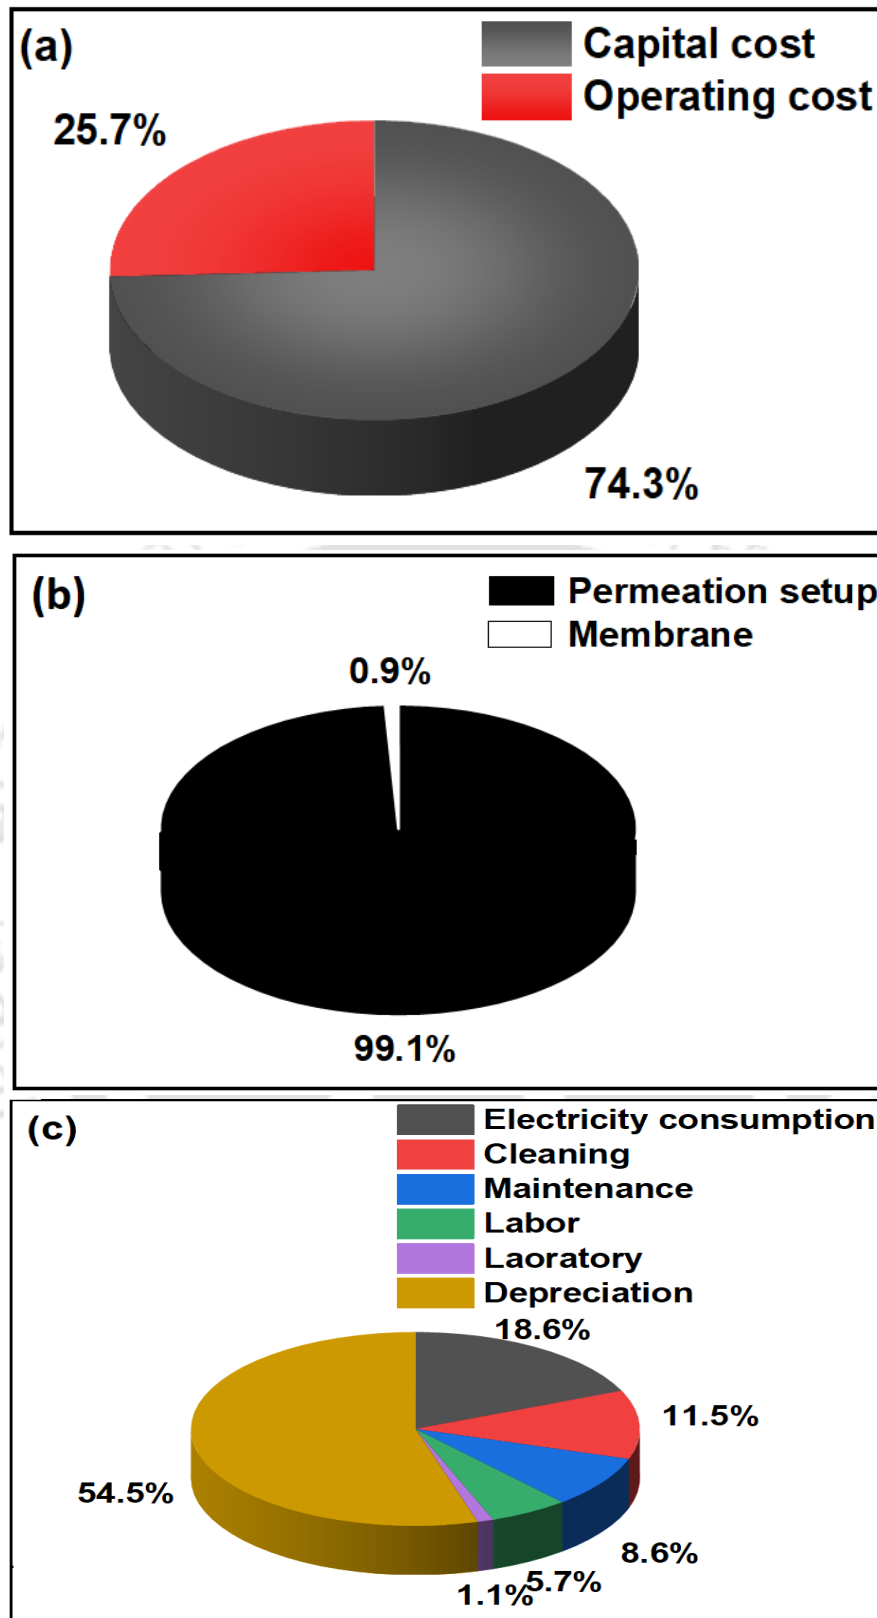 (a)
Capital cost
Operating cost
25.7%
74.3%
(b)
Permeation setup
Membrane
0.9%
99.1%
(c)
Electricity consumption
Cleaning
Maintenance
Labor
Laoratory
Depreciation
18.6%
11.5%
54.5%
8.6%
5.7%
1.1%